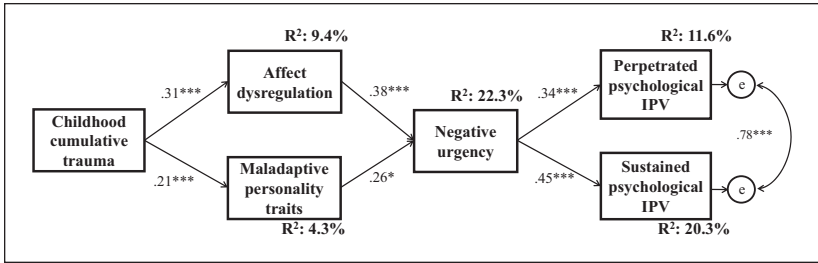 R²: 9.4%
R²: 11.6%
Affect
dysregulation
Perpetrated
psychological
IPV
e
.31***
.38***
R²: 22.3%
.34***
Childhood
cumulative
trauma
Negative
urgency
.78***
.21***
Maladaptive
personality
traits
.26*
.45***
Sustained
psychological
IPV
e
R²: 4.3%
R²: 20.3%